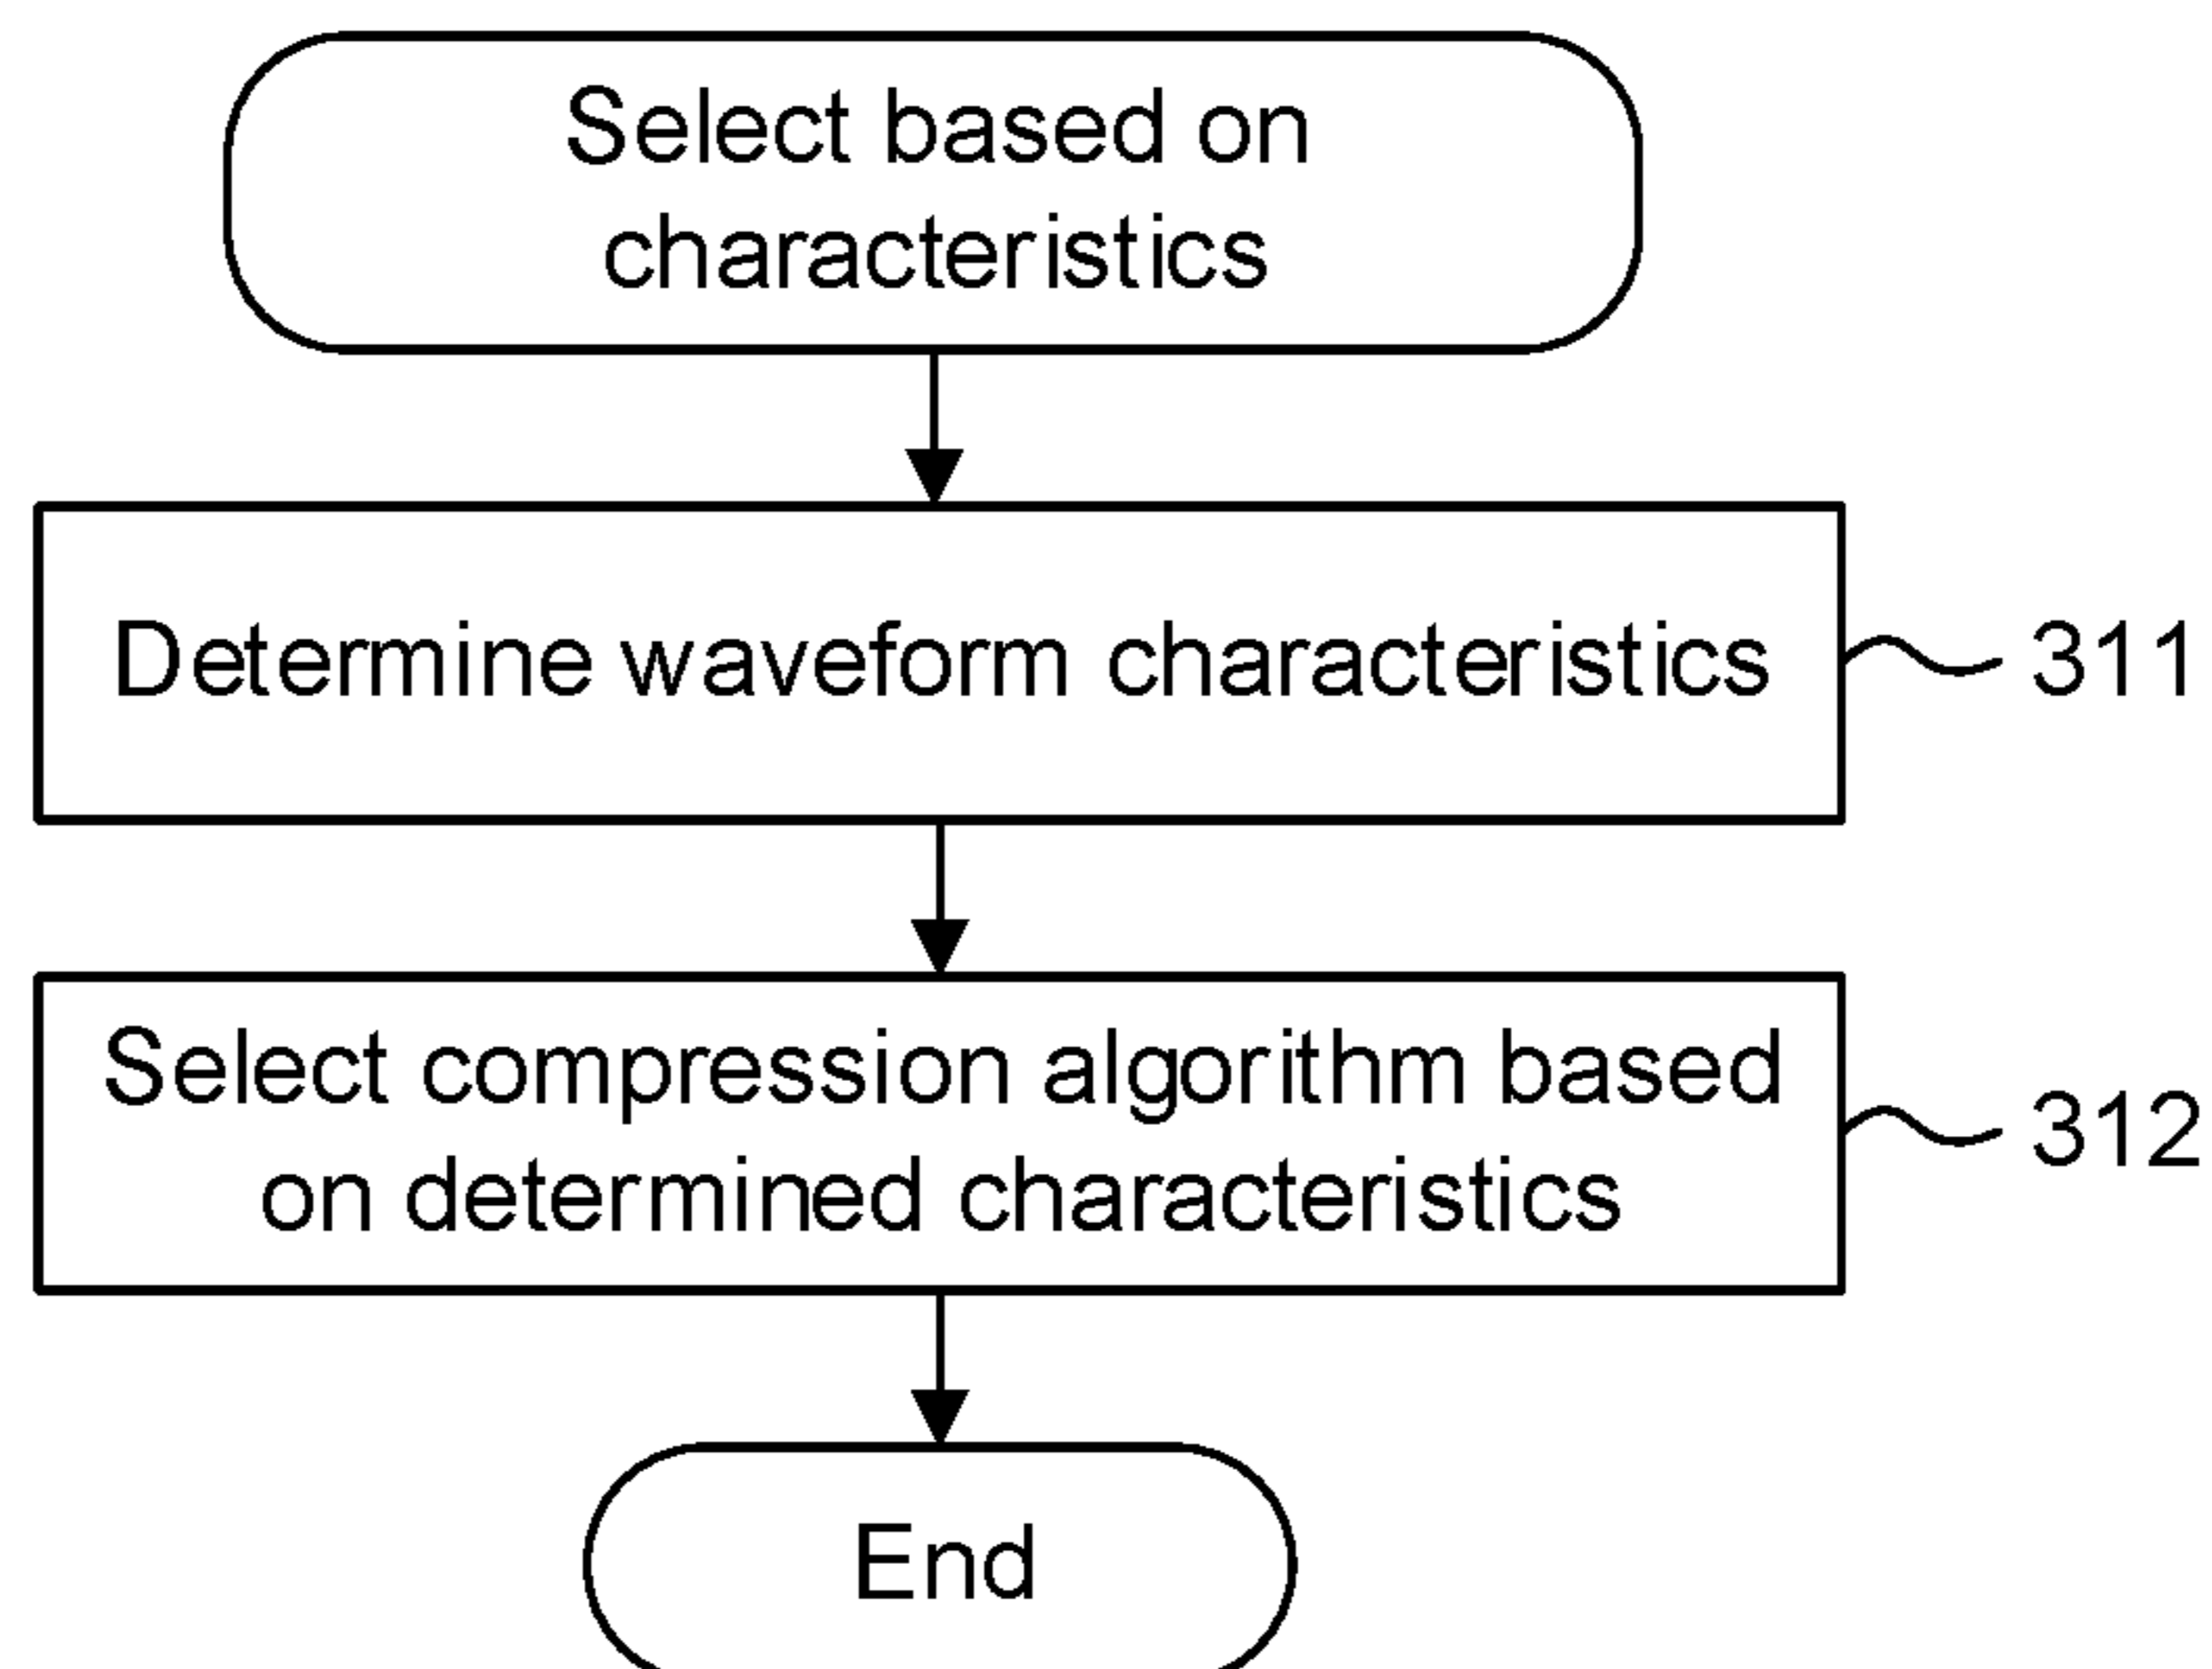 Select based on
characteristics
Determine waveform characteristics
311
Select compression algorithm based
on determined characteristics
312
End